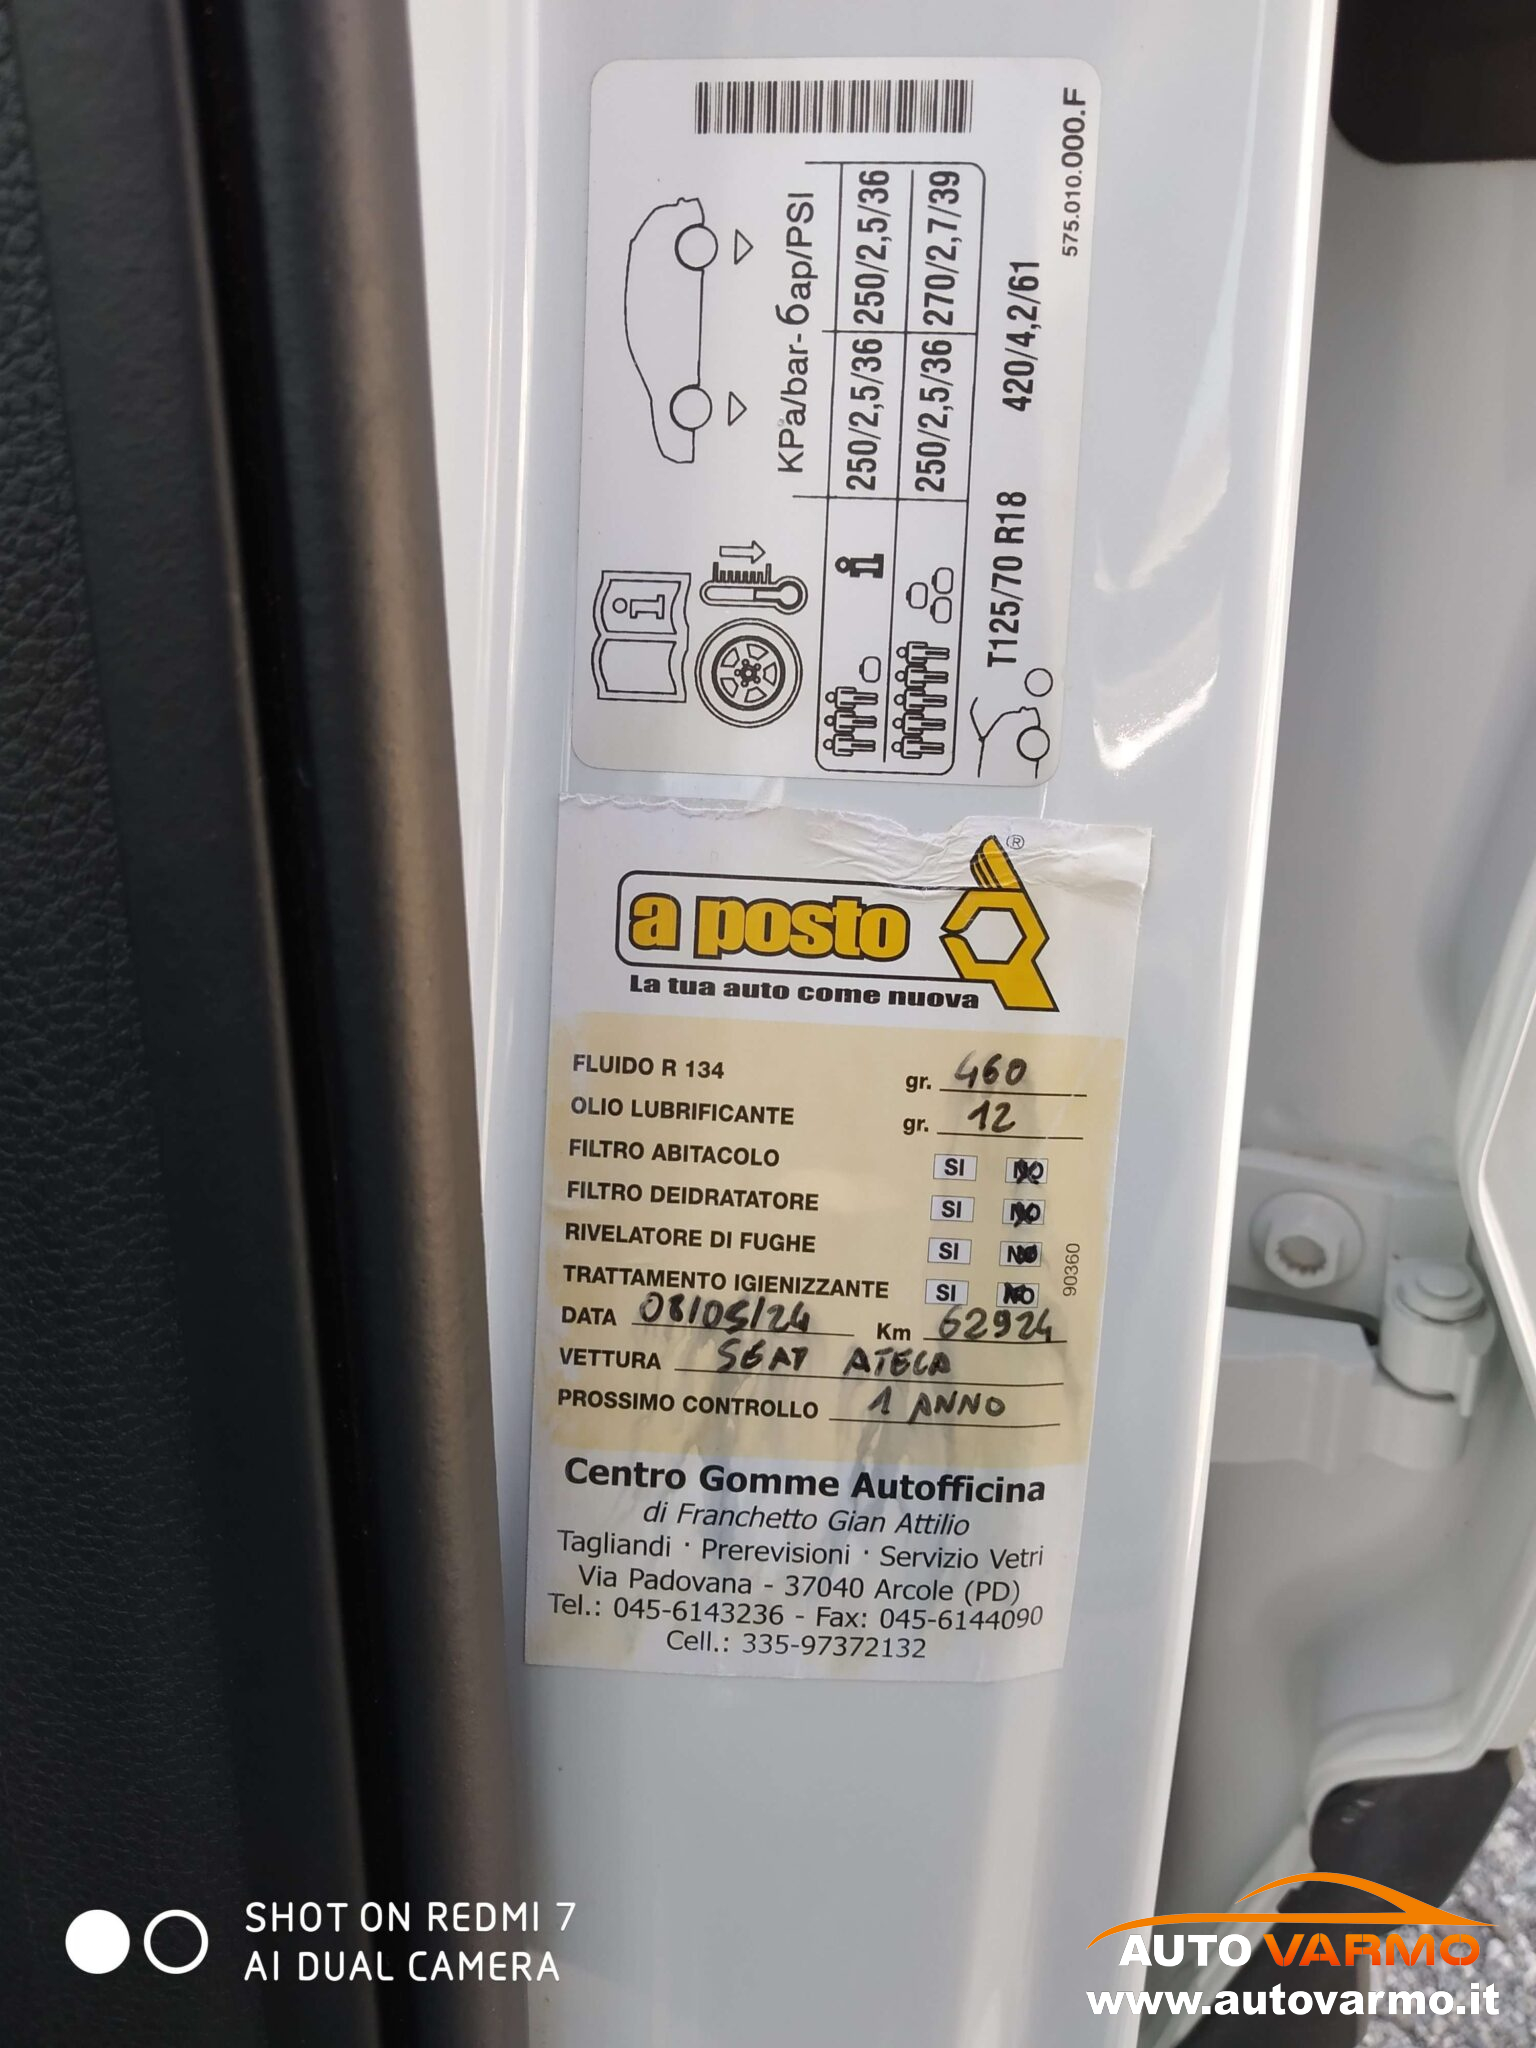 575.010.000.F
KPa/bar-бар/PSI
250/2,5/36 250/2,5/36
250/2,5/36 270/2,7/39
T125/70 R18 420/4,2/61
a posto ®
La tua auto come nuova
FLUIDO R 134 gr. 460
OLIO LUBRIFICANTE gr. 12
FILTRO ABITACOLO SI NO
FILTRO DEIDRATATORE SI NO
RIVELATORE DI FUGHE SI NO
TRATTAMENTO IGIENIZZANTE SI NO
90360
DATA 08/05/24 Km 62924
VETTURA SEAT ATECA
PROSSIMO CONTROLLO 1 ANNO
Centro Gomme Autofficina
di Franchetto Gian Attilio
Tagliandi · Prerevisioni · Servizio Vetri
Via Padovana - 37040 Arcole (PD)
Tel.: 045-6143236 - Fax: 045-6144090
Cell.: 335-97372132
SHOT ON REDMI 7
AI DUAL CAMERA
AUTO VARMO
www.autovarmo.it